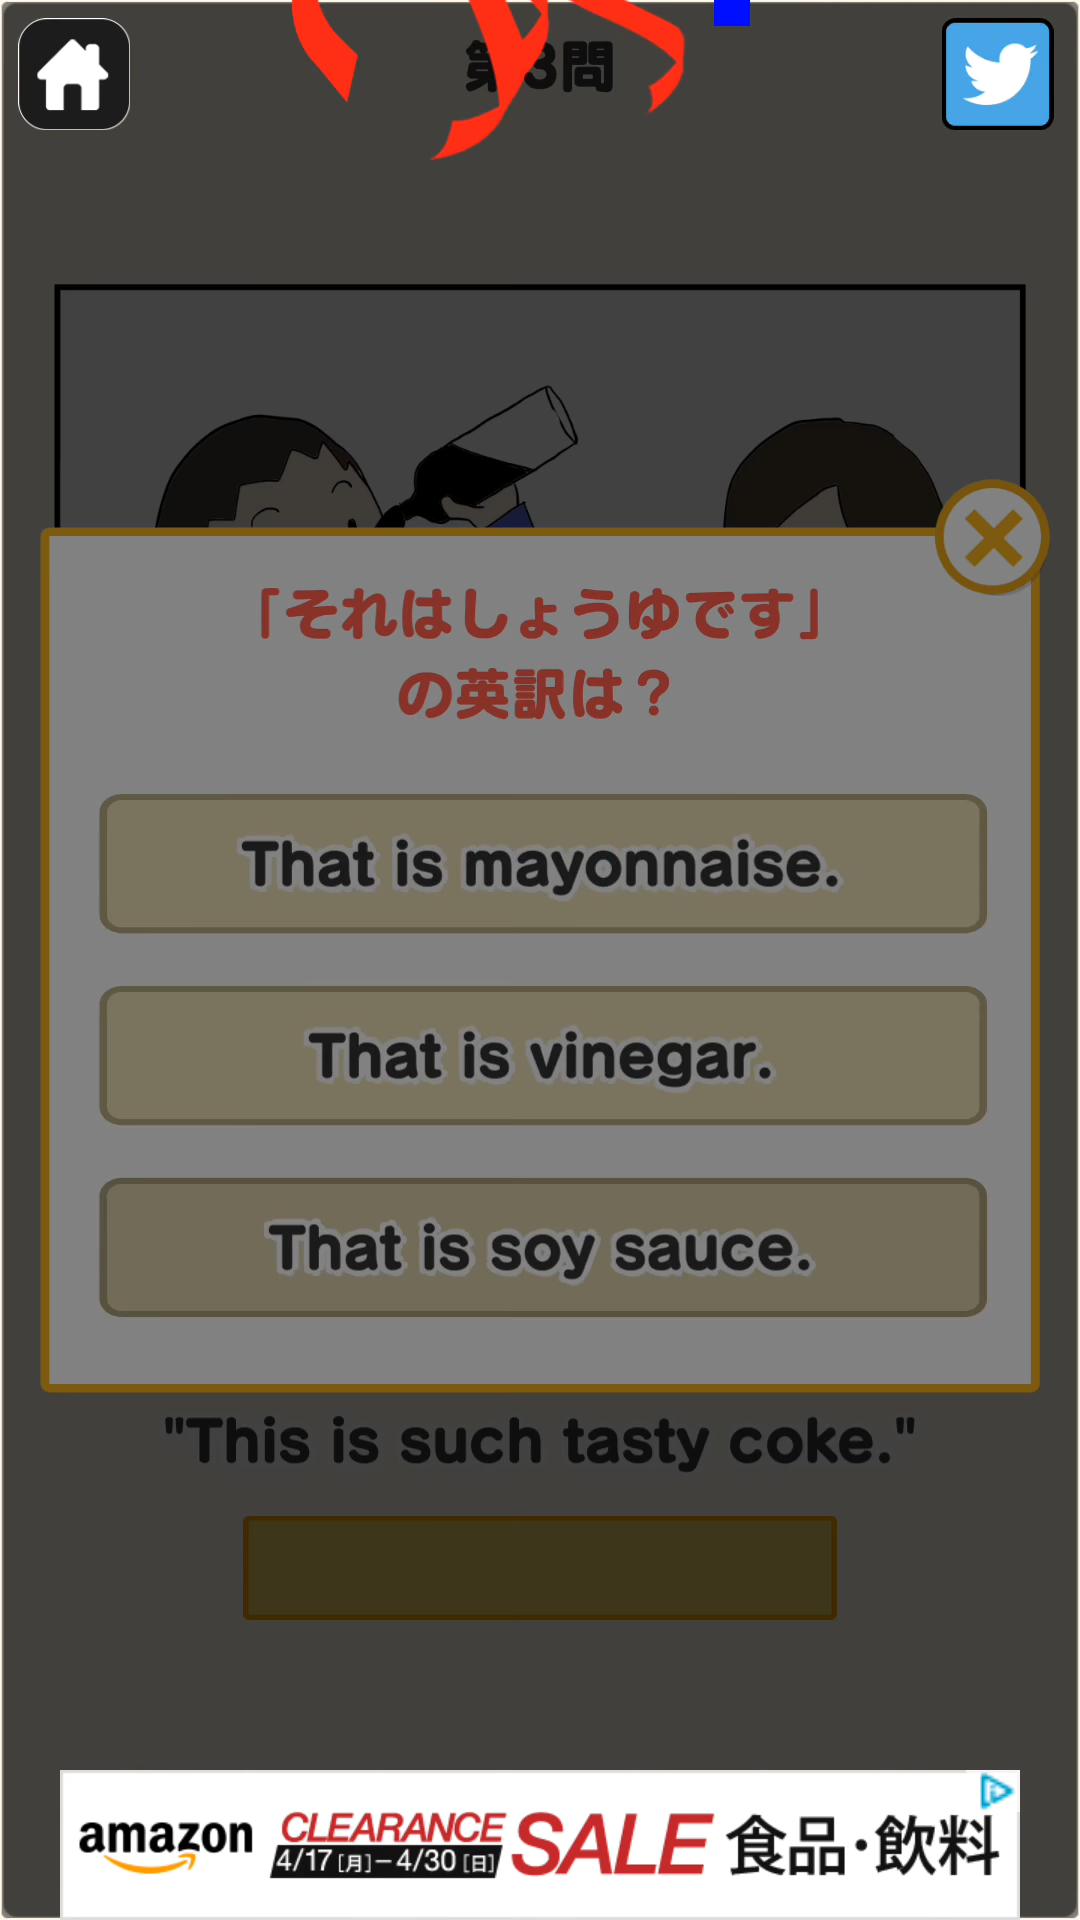 第3問
「それはしょうゆです」
の英訳は？
That is mayonnaise.
That is vinegar.
That is soy sauce.
"This is such tasty coke."
amazon
CLEARANCE
4/17[月]-4/30[日]
SALE
食品・飲料